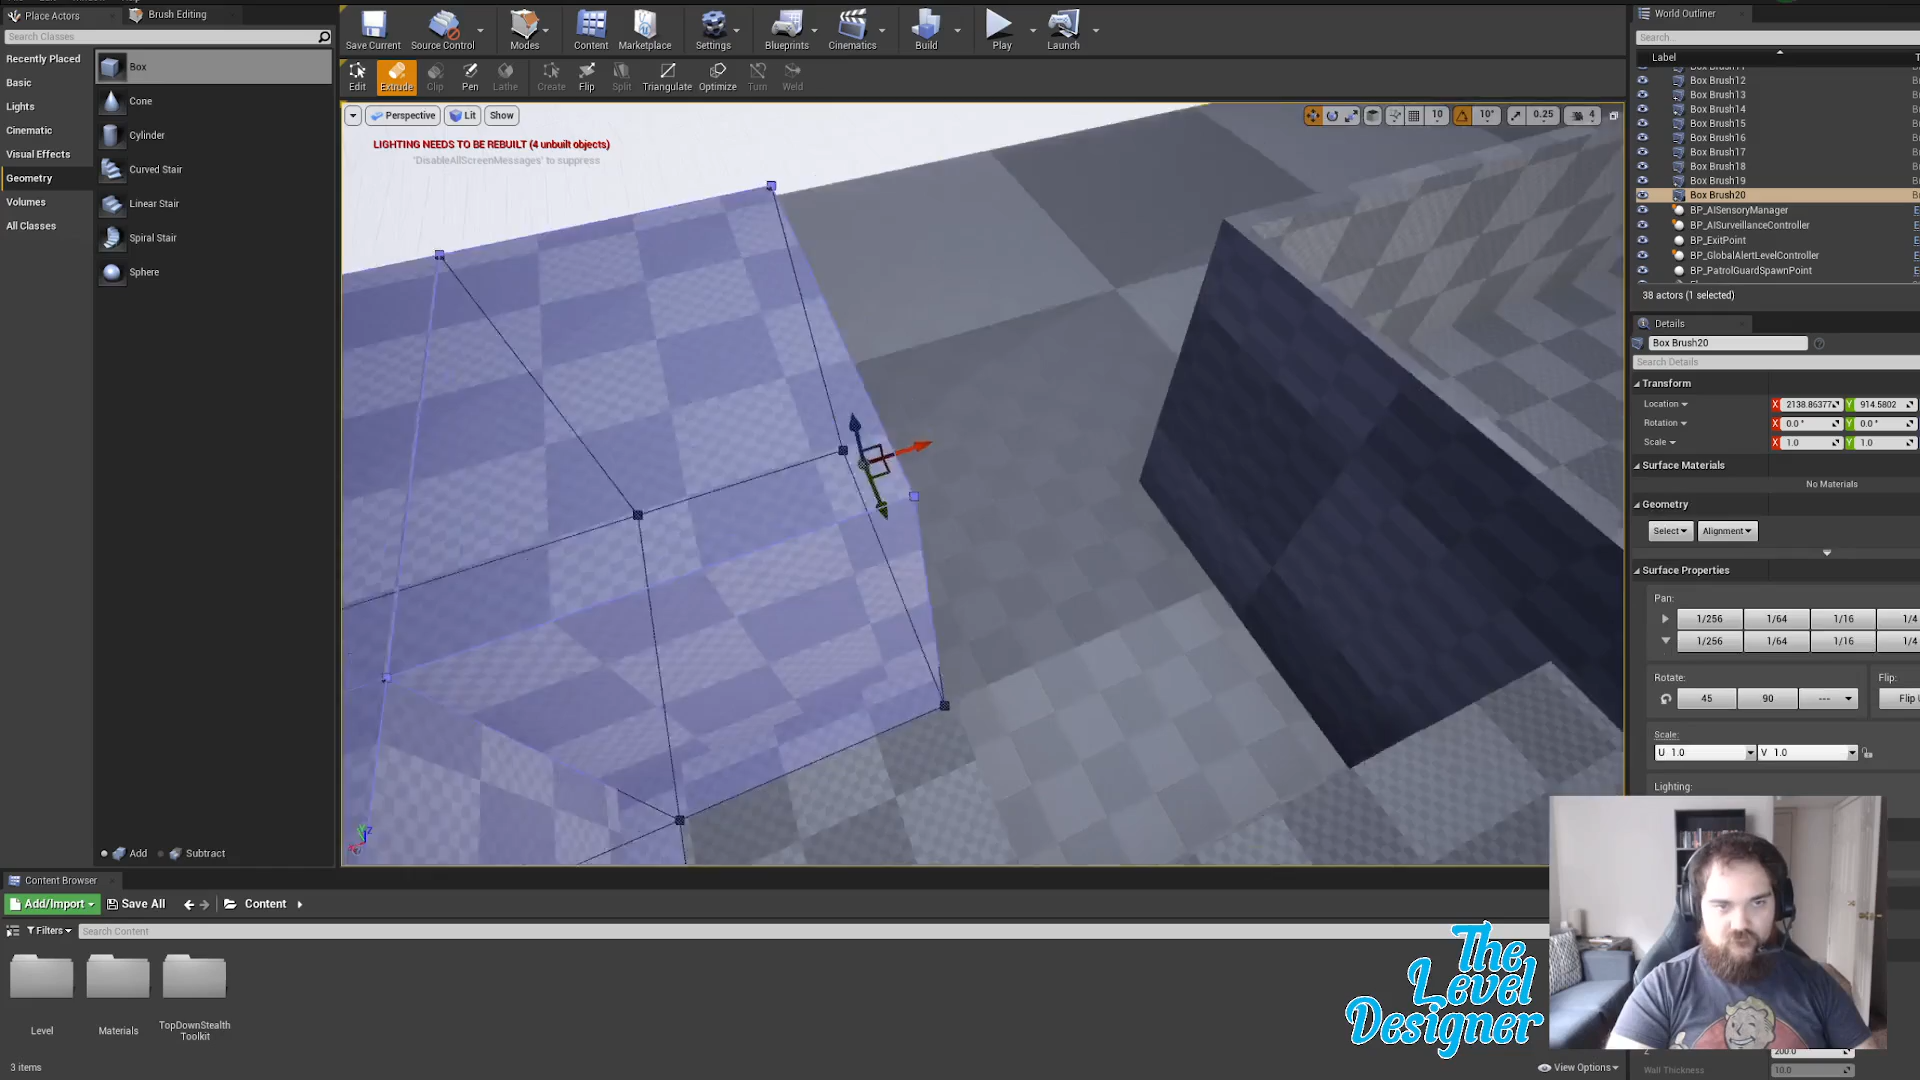 Place Actors
Brush Editing
Search Classes
Recently Placed
Basic
Lights
Cinematic
Visual Effects
Geometry
Volumes
All Classes
Box
Cone
Cylinder
Curved Stair
Linear Stair
Spiral Stair
Sphere
Add
Subtract
Save Current
Source Control
Modes
Content
Marketplace
Settings
Blueprints
Cinematics
Build
Play
Launch
Edit
Extrude
Clip
Pen
Lathe
Create
Flip
Split
Triangulate
Optimize
Turn
Weld
Perspective
Lit
Show
10
10°
0.25
4
LIGHTING NEEDS TO BE REBUILT (4 unbuilt objects)
'DisableAllScreenMessages' to suppress
World Outliner
Search...
Label
Box Brush12
Box Brush13
Box Brush14
Box Brush15
Box Brush16
Box Brush17
Box Brush18
Box Brush19
Box Brush20
BP_AISensoryManager
BP_AISurveillanceController
BP_ExitPoint
BP_GlobalAlertLevelController
BP_PatrolGuardSpawnPoint
38 actors (1 selected)
Details
Box Brush20
Search Details
Transform
Location
X 2138.86377
Y 914.5802
Rotation
X 0.0 °
Y 0.0 °
Scale
X 1.0
Y 1.0
Surface Materials
No Materials
Geometry
Select
Alignment
Surface Properties
Pan:
1/256
1/64
1/16
1/4
1/256
1/64
1/16
1/4
Rotate:
Flip:
45
90
---
Flip U
Scale:
U 1.0
V 1.0
Lighting:
Content Browser
Add/Import
Save All
Content
Filters
Search Content
Level
Materials
TopDownStealth
Toolkit
3 items
View Options
The
Level
Designer
Z
200.0
Wall Thickness
10.0